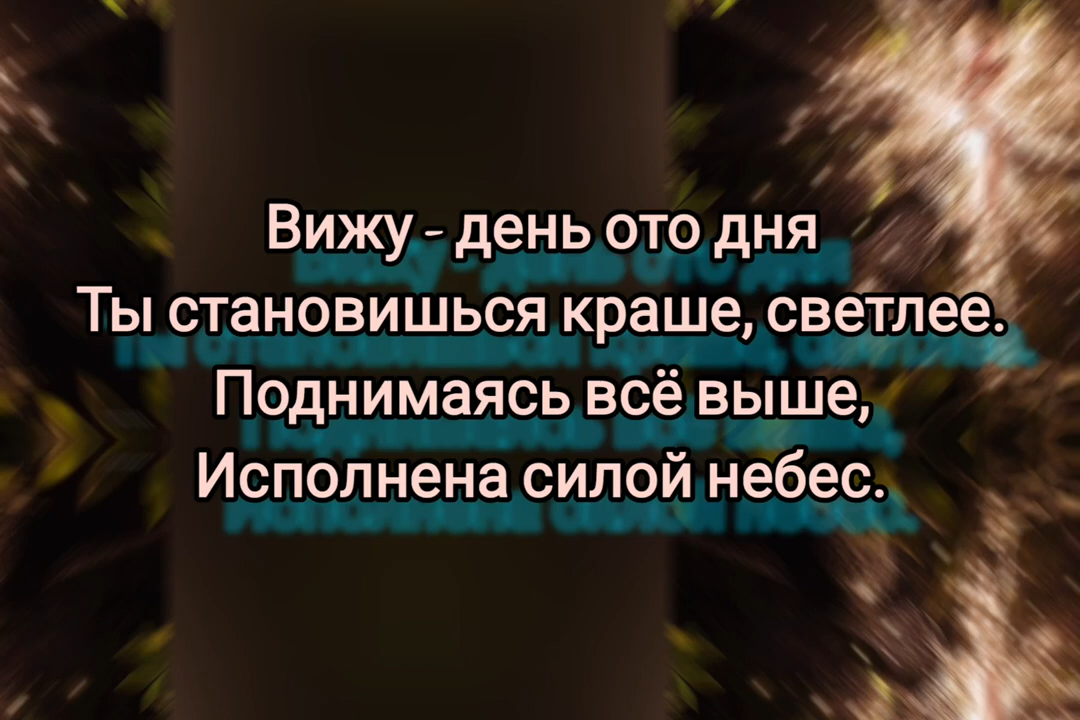 Вижу - день ото дня
Ты становишься краше, светлее.
Поднимаясь всё выше,
Исполнена силой небес.